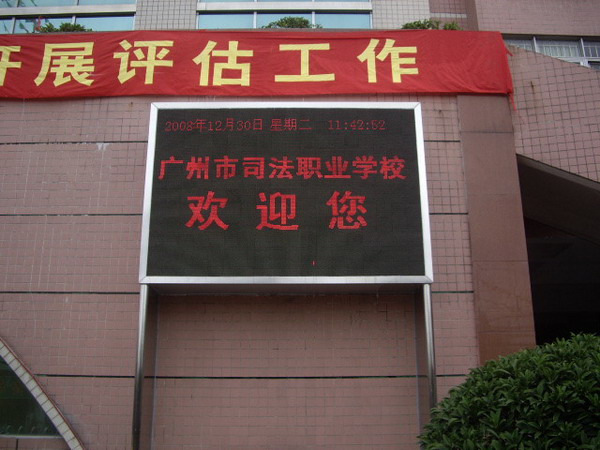 开展评估工作
2008年12月30日 星期二 11:42:52
广州市司法职业学校
欢迎您